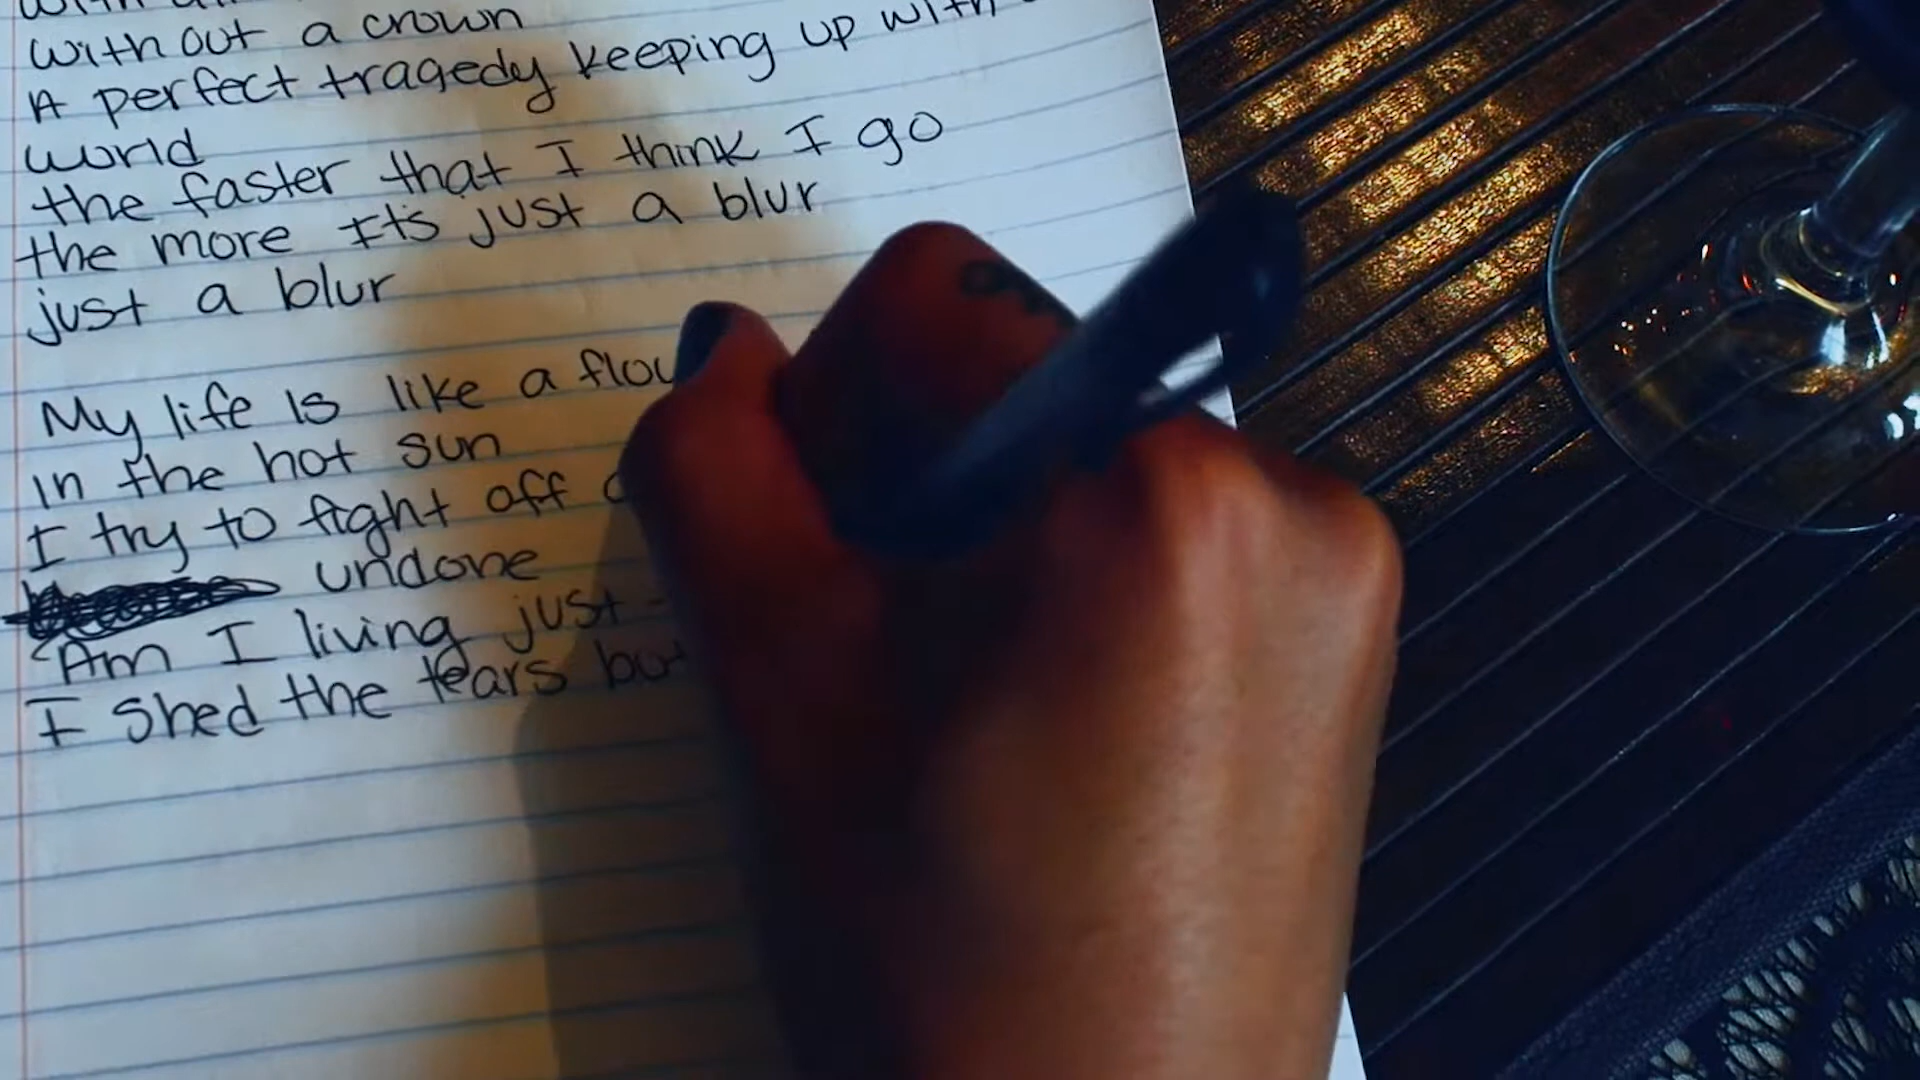 without a crown
A perfect tragedy keeping up with
world
the faster that I think I go
the more It's just a blur
just a blur
My life is like a
in the hot sun
I try to fight off
undone
Am I living just
I shed the tears but